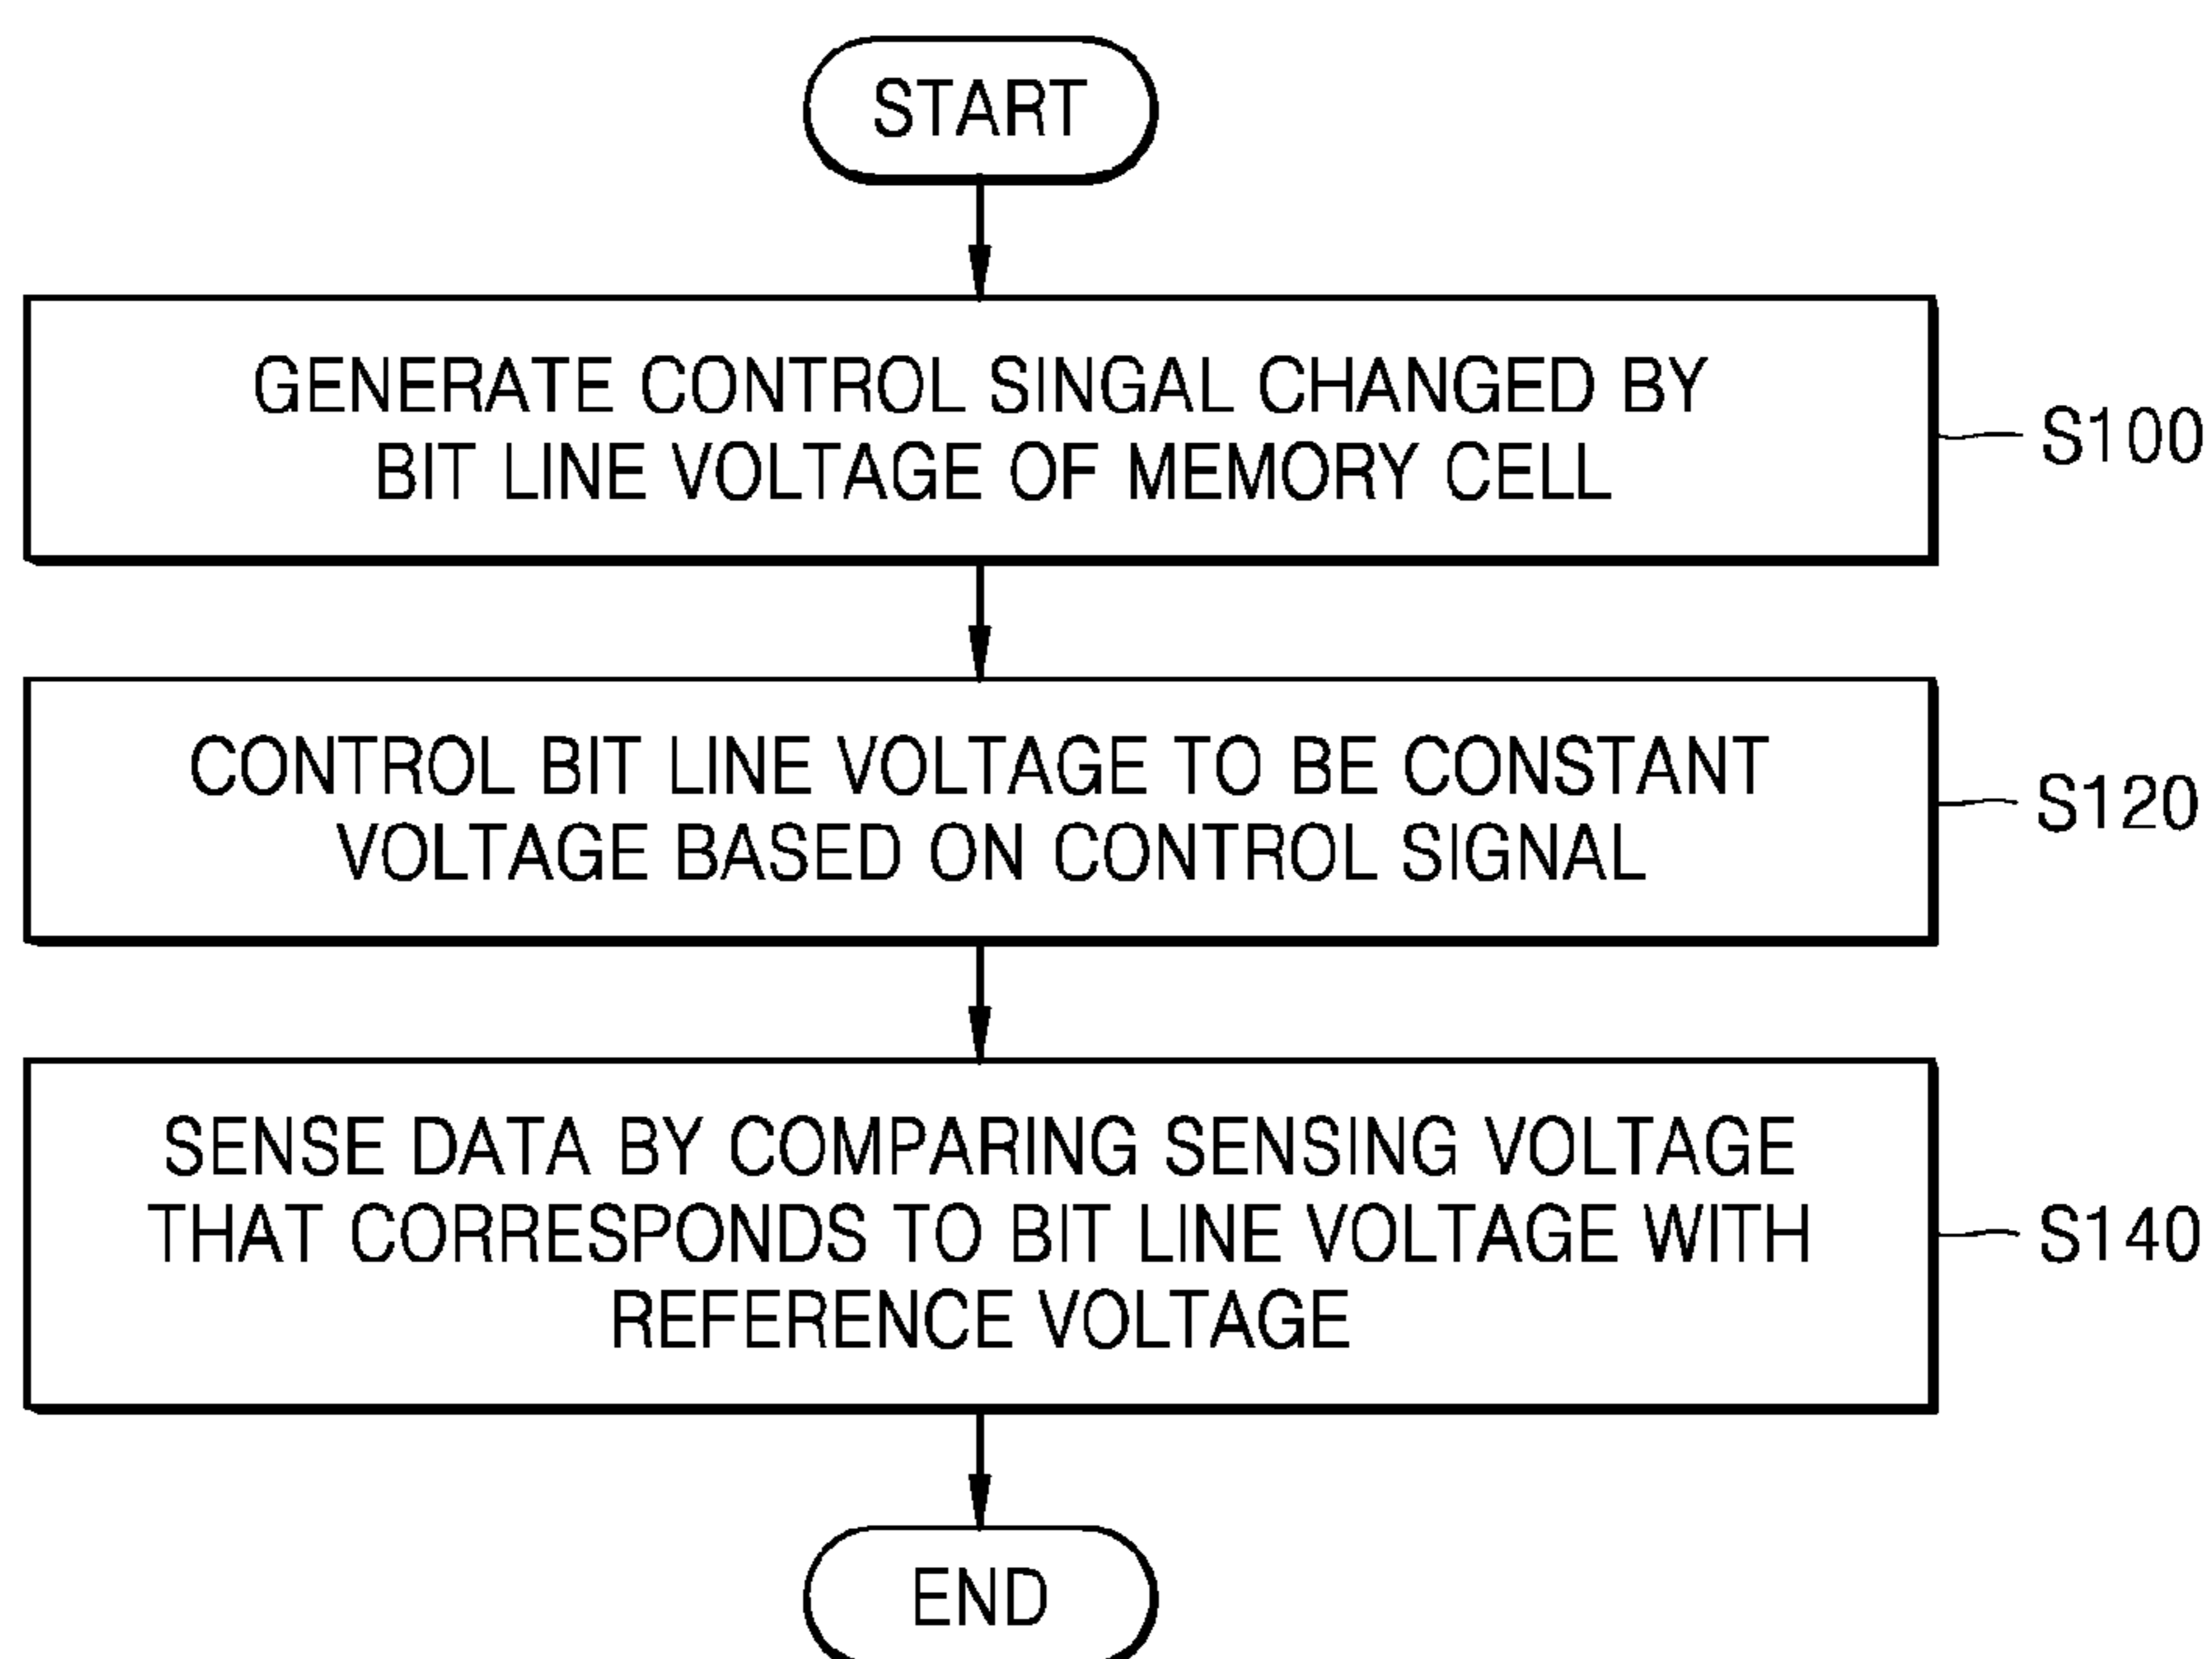 START
GENERATE CONTROL SINGAL CHANGED BY
BIT LINE VOLTAGE OF MEMORY CELL
S100
CONTROL BIT LINE VOLTAGE TO BE CONSTANT
VOLTAGE BASED ON CONTROL SIGNAL
S120
SENSE DATA BY COMPARING SENSING VOLTAGE
THAT CORRESPONDS TO BIT LINE VOLTAGE WITH
REFERENCE VOLTAGE
S140
END